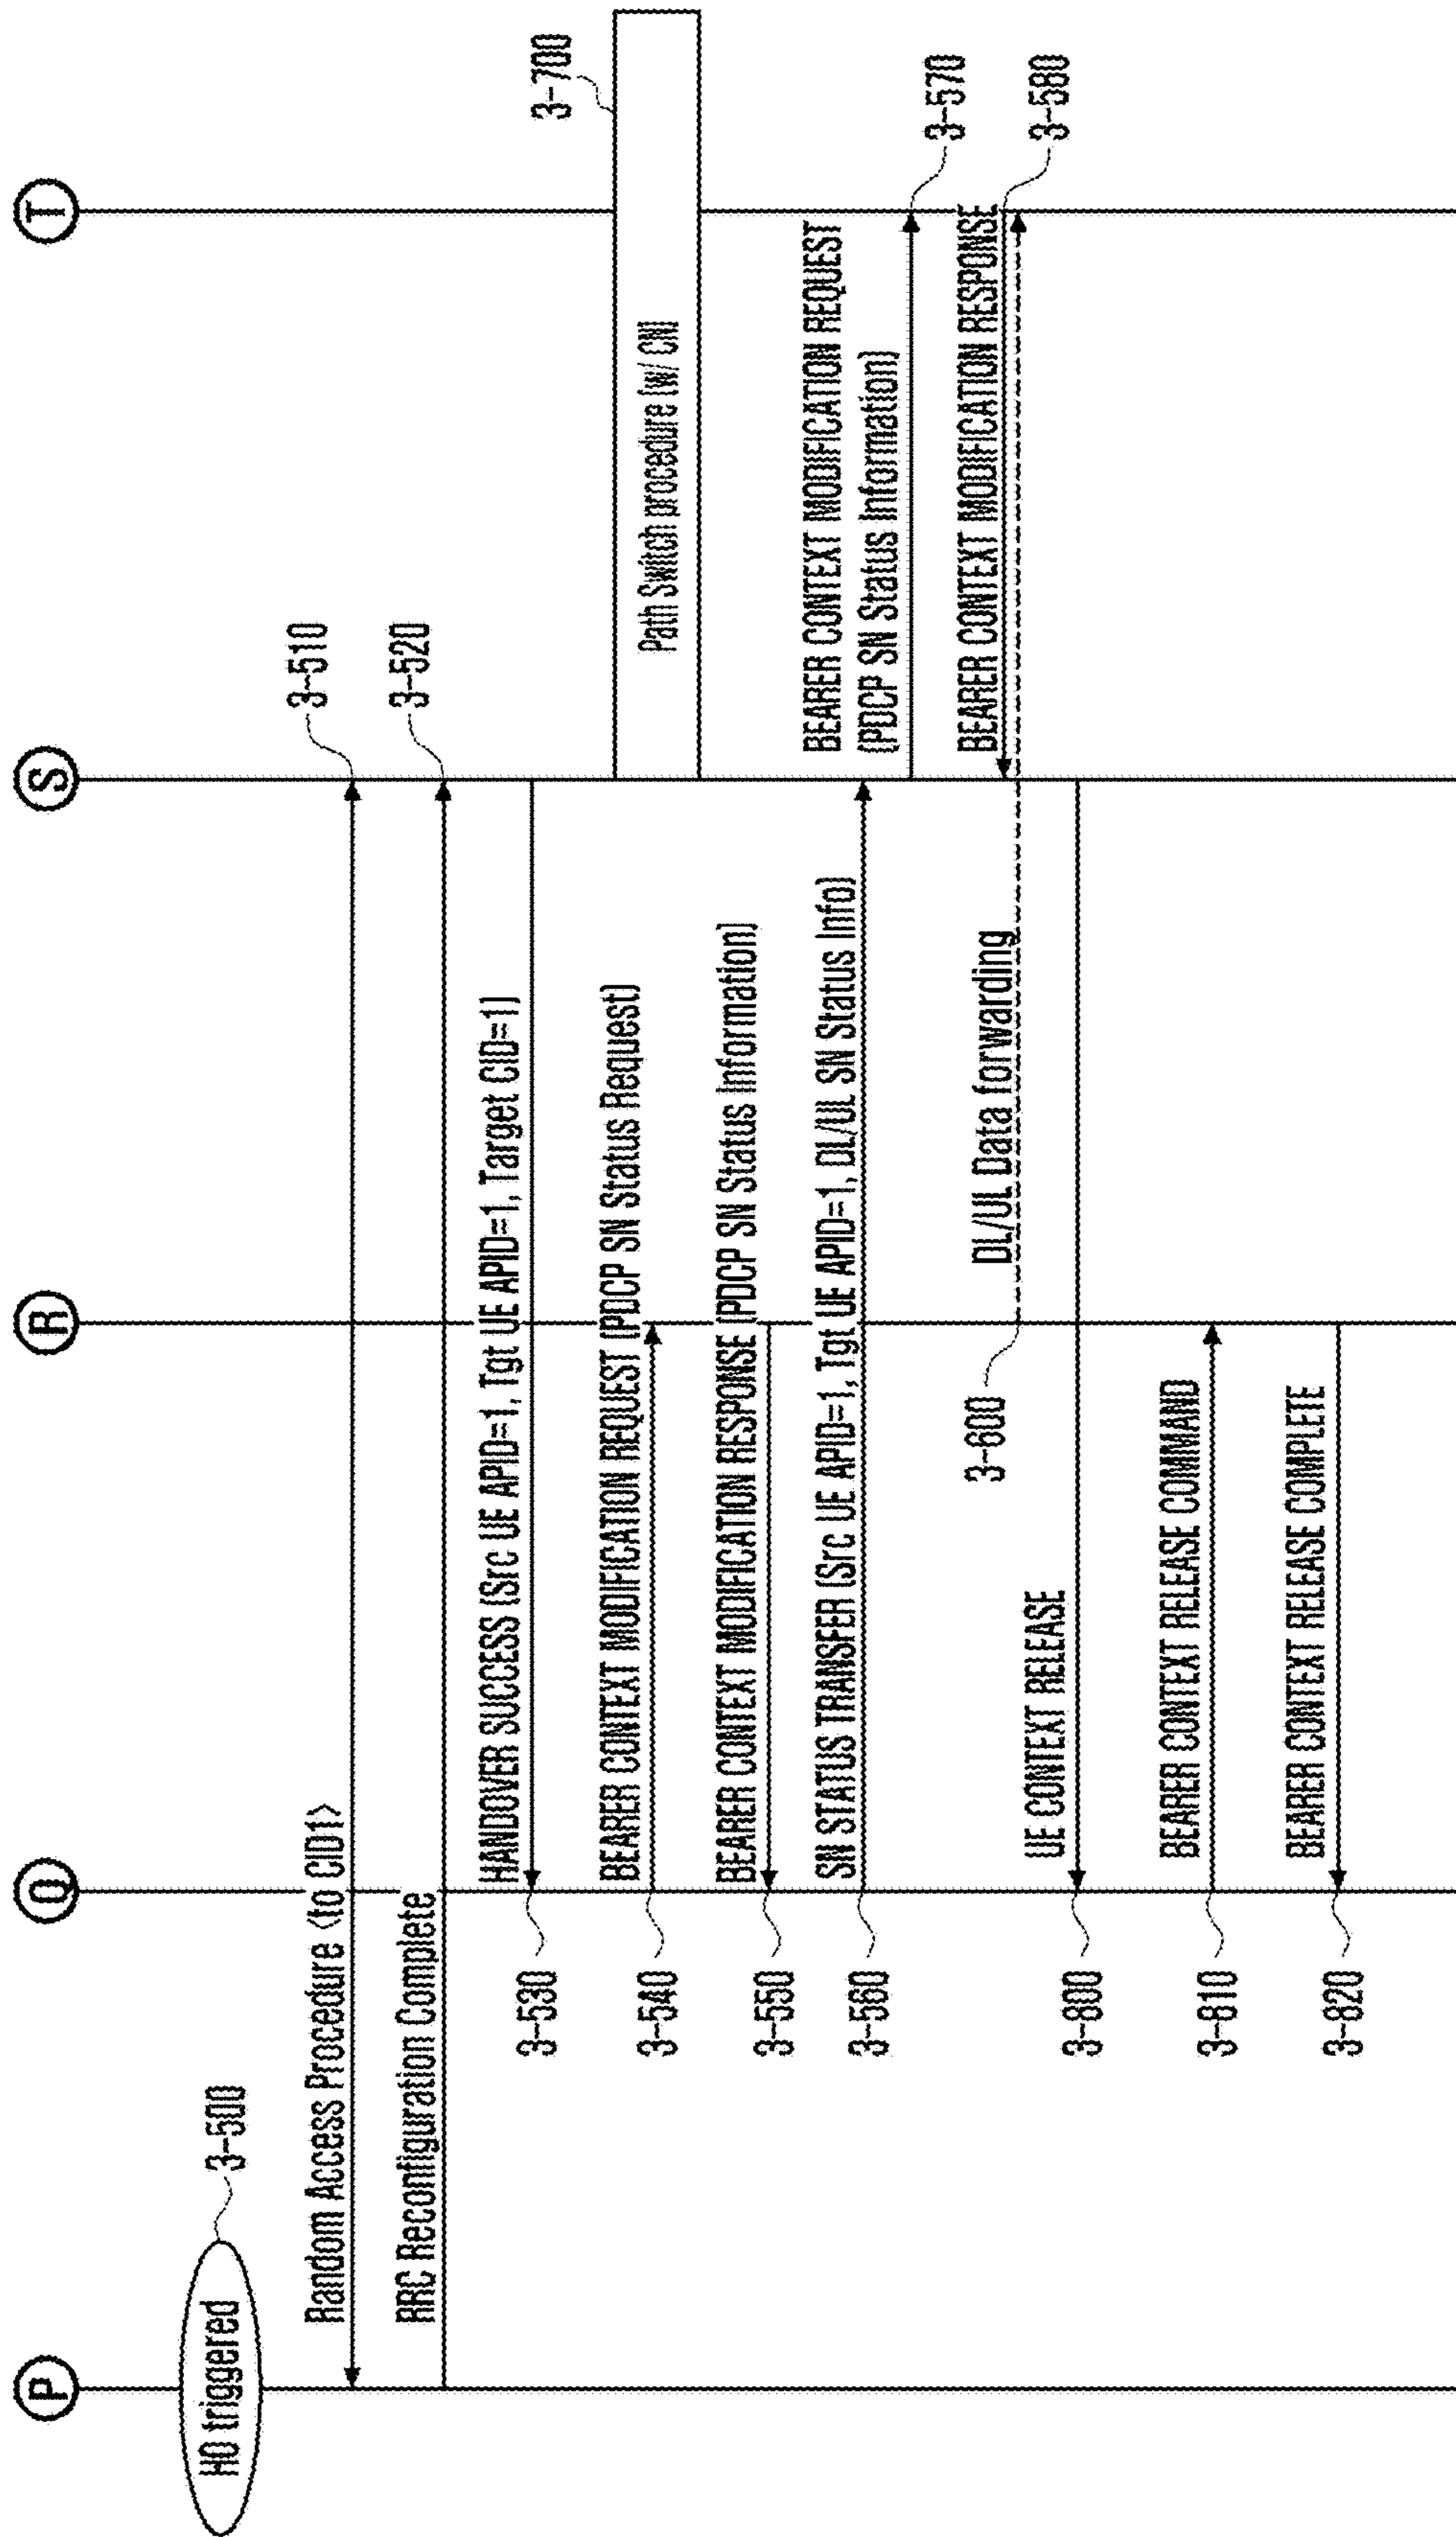 P
Q
R
S
T
HO triggered
3-500
Random Access Procedure <to CID1>
3-510
RRC Reconfiguration Complete
3-520
HANDOVER SUCCESS (Src UE APID=1, Tgt UE APID=1, Target CID=1)
3-530
Path Switch procedure (w/ CN)
3-700
BEARER CONTEXT MODIFICATION REQUEST (PDCP SN Status Request)
3-540
BEARER CONTEXT MODIFICATION RESPONSE (PDCP SN Status Information)
3-550
SN STATUS TRANSFER (Src UE APID=1, Tgt UE APID=1, DL/UL SN Status Info)
3-560
BEARER CONTEXT MODIFICATION REQUEST
(PDCP SN Status Information)
3-570
BEARER CONTEXT MODIFICATION RESPONSE
3-580
DL/UL Data forwarding
3-600
UE CONTEXT RELEASE
3-800
BEARER CONTEXT RELEASE COMMAND
3-810
BEARER CONTEXT RELEASE COMPLETE
3-820